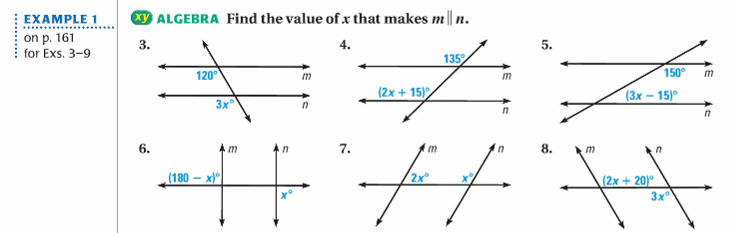 EXAMPLE 1
on p. 161
for Exs. 3–9
xy ALGEBRA Find the value of x that makes m || n.
3.
120°
m
3x°
n
4.
135°
m
(2x + 15)°
n
5.
150°
m
(3x − 15)°
n
6.
m
n
(180 − x)°
x°
7.
m
n
2x°
x°
8.
m
n
(2x + 20)°
3x°